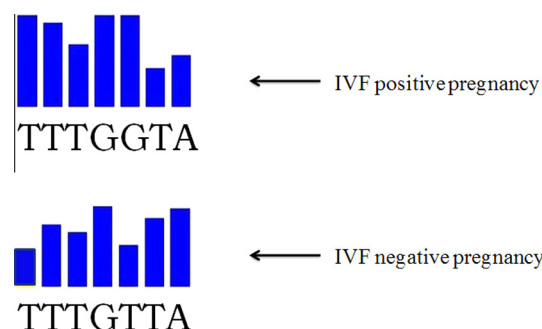 IVF positive pregnancy
TTTGGTA
IVF negative pregnancy
TTTGTTA